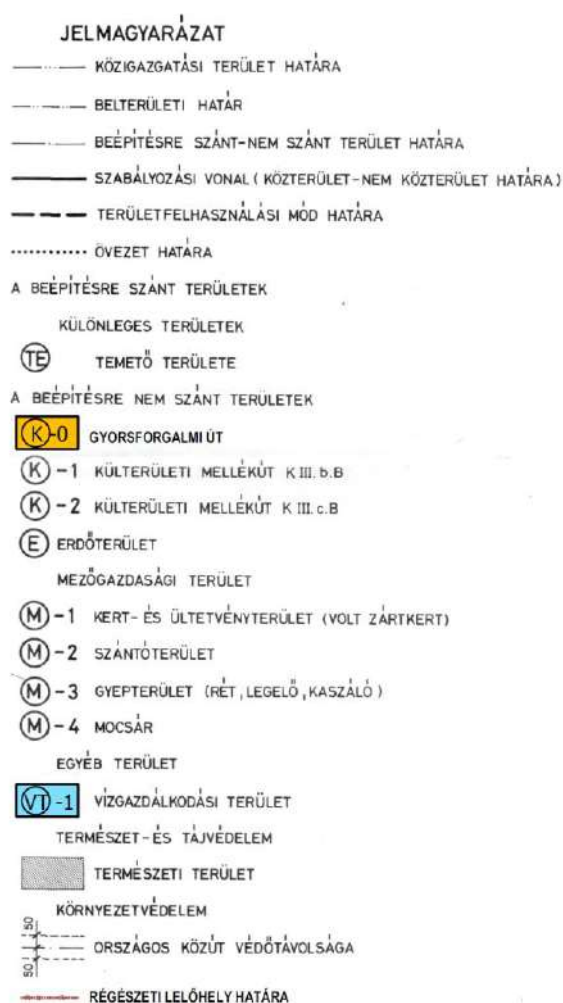 JELMAGYARÁZAT
KÖZIGAZGATÁSI TERÜLET HATÁRA
BELTERÜLETI HATÁR
BEÉPÍTÉSRE SZÁNT-NEM SZÁNT TERÜLET HATÁRA
SZABÁLYOZÁSI VONAL ( KÖZTERÜLET-NEM KÖZTERÜLET HATÁRA )
TERÜLETFELHASZNÁLÁSI MÓD HATÁRA
ÖVEZET HATÁRA
A BEÉPÍTÉSRE SZÁNT TERÜLETEK
KÜLÖNLEGES TERÜLETEK
TE TEMETŐ TERÜLETE
A BEÉPÍTÉSRE NEM SZÁNT TERÜLETEK
K-0 GYORSFORGALMI ÚT
K -1 KÜLTERÜLETI MELLÉKÚT K III. b. B
K -2 KÜLTERÜLETI MELLÉKÚT K III. c. B
E ERDŐTERÜLET
MEZŐGAZDASÁGI TERÜLET
M -1 KERT- ÉS ÜLTETVÉNYTERÜLET (VOLT ZÁRTKERT)
M -2 SZÁNTÓTERÜLET
M -3 GYEPTERÜLET (RÉT , LEGELŐ , KASZÁLÓ )
M -4 MOCSÁR
EGYÉB TERÜLET
VT -1 VÍZGAZDÁLKODÁSI TERÜLET
TERMÉSZET-ÉS TÁJVÉDELEM
TERMÉSZETI TERÜLET
KÖRNYEZETVÉDELEM
50 50 ORSZÁGOS KÖZÚT VÉDŐTÁVOLSÁGA
RÉGÉSZETI LELŐHELY HATÁRA